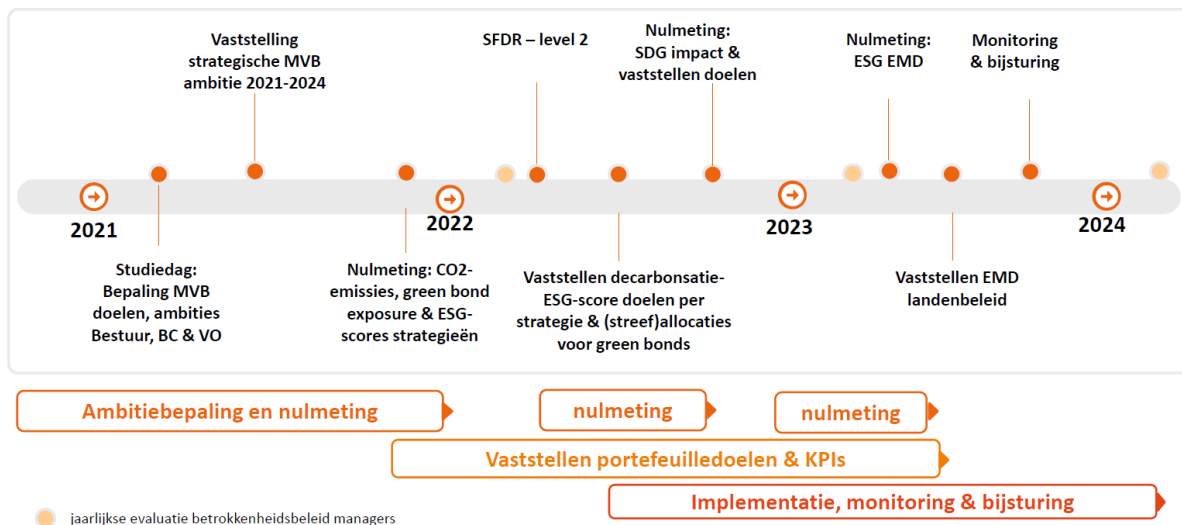 Vaststelling
strategische MVB
ambitie 2021-2024
SFDR – level 2
Nulmeting:
SDG impact &
vaststellen doelen
Nulmeting:
ESG EMD
Monitoring
& bijsturing
2021
2022
2023
2024
Studiedag:
Bepaling MVB
doelen, ambities
Bestuur, BC & VO
Nulmeting: CO2-
emissies, green bond
exposure & ESG-
scores strategieën
Vaststellen decarbonsatie-
ESG-score doelen per
strategie & (streef)allocaties
voor green bonds
Vaststellen EMD
landenbeleid
Ambitiebepaling en nulmeting
nulmeting
nulmeting
Vaststellen portefeuilledoelen & KPIs
Implementatie, monitoring & bijsturing
jaarlijkse evaluatie betrokkenheidsbeleid managers